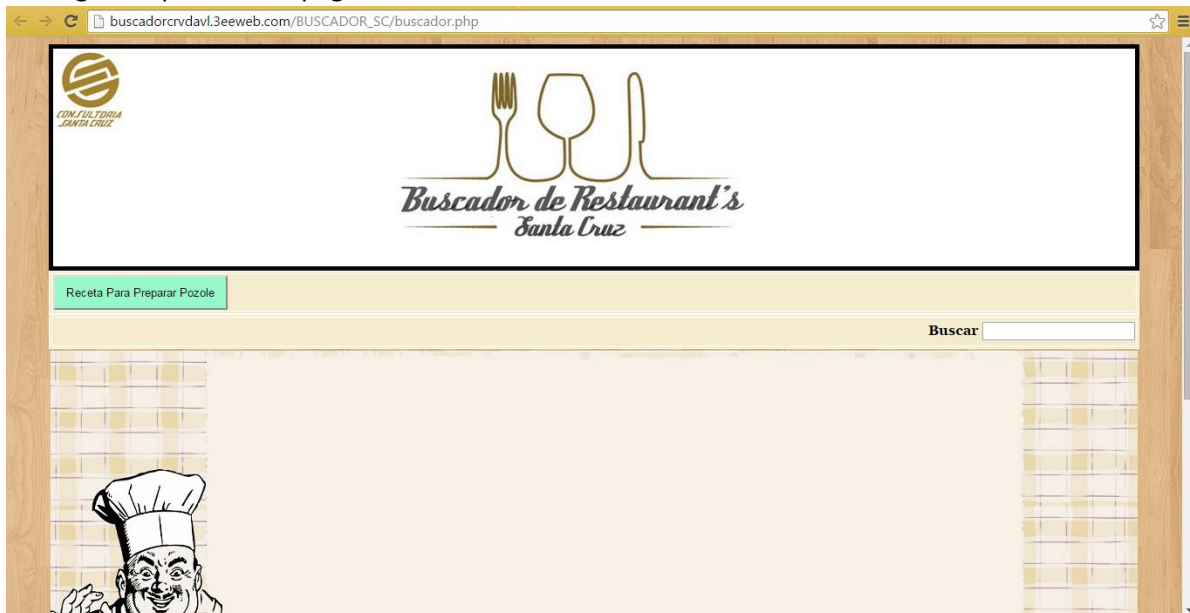 buscadorcrvdavl.3eeweb.com/BUSCADOR_SC/buscador.php
CONSULTORIA
SANTA CRUZ
Buscador de Restaurant's
Santa Cruz
Receta Para Preparar Pozole
Buscar